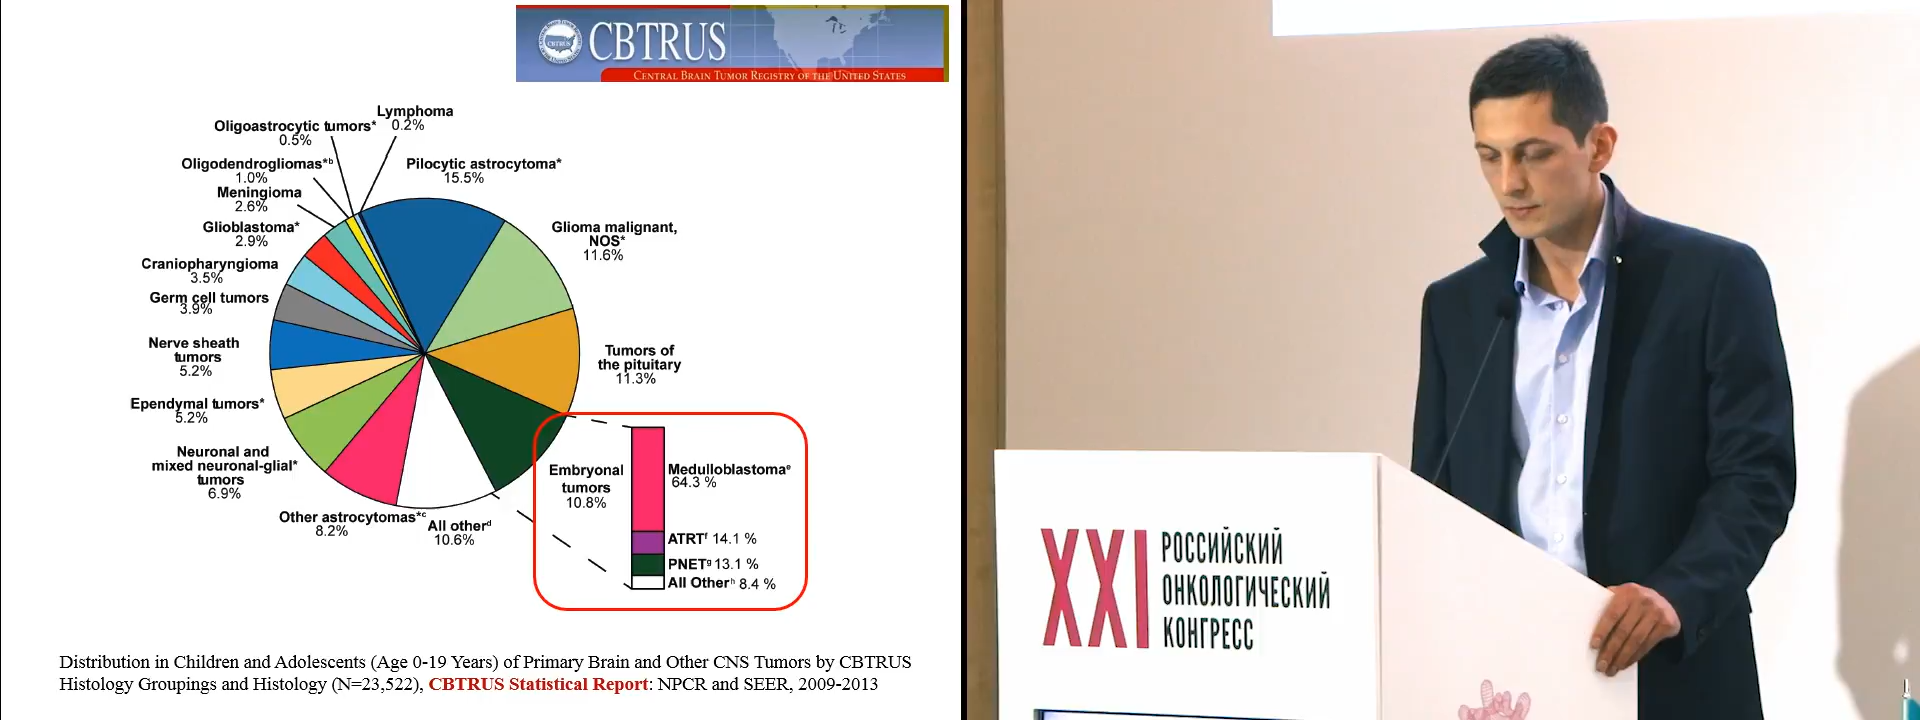 CBTRUS
CBTRUS
CENTRAL BRAIN TUMOR REGISTRY OF THE UNITED STATES
Lymphoma
0.2%
Oligoastrocytic tumors*
0.5%
Oligodendrogliomas*b
1.0%
Meningioma
2.6%
Glioblastoma*
2.9%
Craniopharyngioma
3.5%
Germ cell tumors
3.9%
Nerve sheath
tumors
5.2%
Ependymal tumors*
5.2%
Neuronal and
mixed neuronal-glial*
tumors
6.9%
Other astrocytomas*c
8.2%
All otherd
10.6%
Pilocytic astrocytoma*
15.5%
Glioma malignant,
NOS*
11.6%
Tumors of
the pituitary
11.3%
Embryonal
tumors
10.8%
Medulloblastomae
64.3 %
ATRTf 14.1 %
PNETg 13.1 %
All Otherh 8.4 %
Distribution in Children and Adolescents (Age 0-19 Years) of Primary Brain and Other CNS Tumors by CBTRUS
Histology Groupings and Histology (N=23,522), CBTRUS Statistical Report: NPCR and SEER, 2009-2013
XXI
РОССИЙСКИЙ
ОНКОЛОГИЧЕСКИЙ
КОНГРЕСС